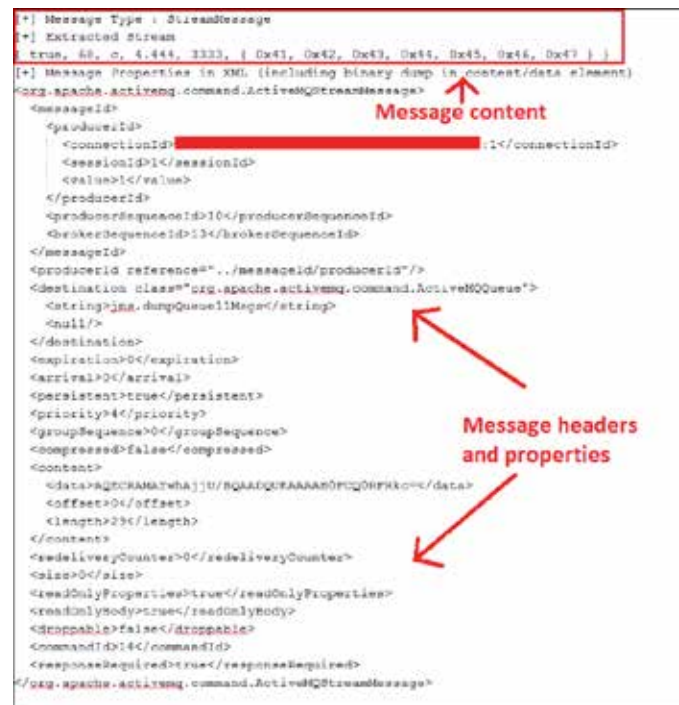 [+] Message Type : StreamMessage
[+] Extracted Stream
{ true, 68, c, 4.444, 3333, { 0x41, 0x42, 0x43, 0x44, 0x45, 0x46, 0x47 } }
[+] Message Properties in XML (including binary dump in content/data element)
<org.apache.activemq.command.ActiveMQStreamMessage>
Message content
<messageId>
<producerId>
<connectionId> :1</connectionId>
<sessionId>1</sessionId>
<value>1</value>
</producerId>
<producerSequenceId>10</producerSequenceId>
<brokerSequenceId>13</brokerSequenceId>
</messageId>
<producerId reference="../messageId/producerId"/>
<destination class="org.apache.activemq.command.ActiveMQQueue">
<string>jms.dumpQueue11Msgs</string>
<null/>
</destination>
<expiration>0</expiration>
<arrival>0</arrival>
<persistent>true</persistent>
<priority>4</priority>
<groupSequence>0</groupSequence>
Message headers
and properties
<compressed>false</compressed>
<content>
<data></data>
<offset>0</offset>
<length>29</length>
</content>
<redeliveryCounter>0</redeliveryCounter>
<size>0</size>
<readOnlyProperties>true</readOnlyProperties>
<readOnlyBody>true</readOnlyBody>
<droppable>false</droppable>
<commandId>14</commandId>
<responseRequired>true</responseRequired>
</org.apache.activemq.command.ActiveMQStreamMessage>